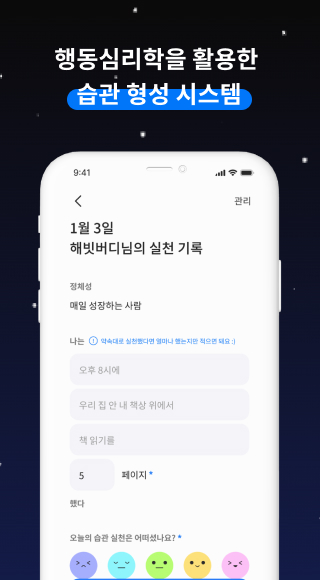 행동심리학을 활용한
습관 형성 시스템
9:41
관리
1월 3일
해빗버디님의 실천 기록
정체성
매일 성장하는 사람
나는 ! 약속대로 실천했다면 얼마나 했는지만 적으면 돼요 :)
오후 8시에
우리 집 안 내 책상 위에서
책 읽기를
5 페이지 *
했다
오늘의 습관 실천은 어떠셨나요? *